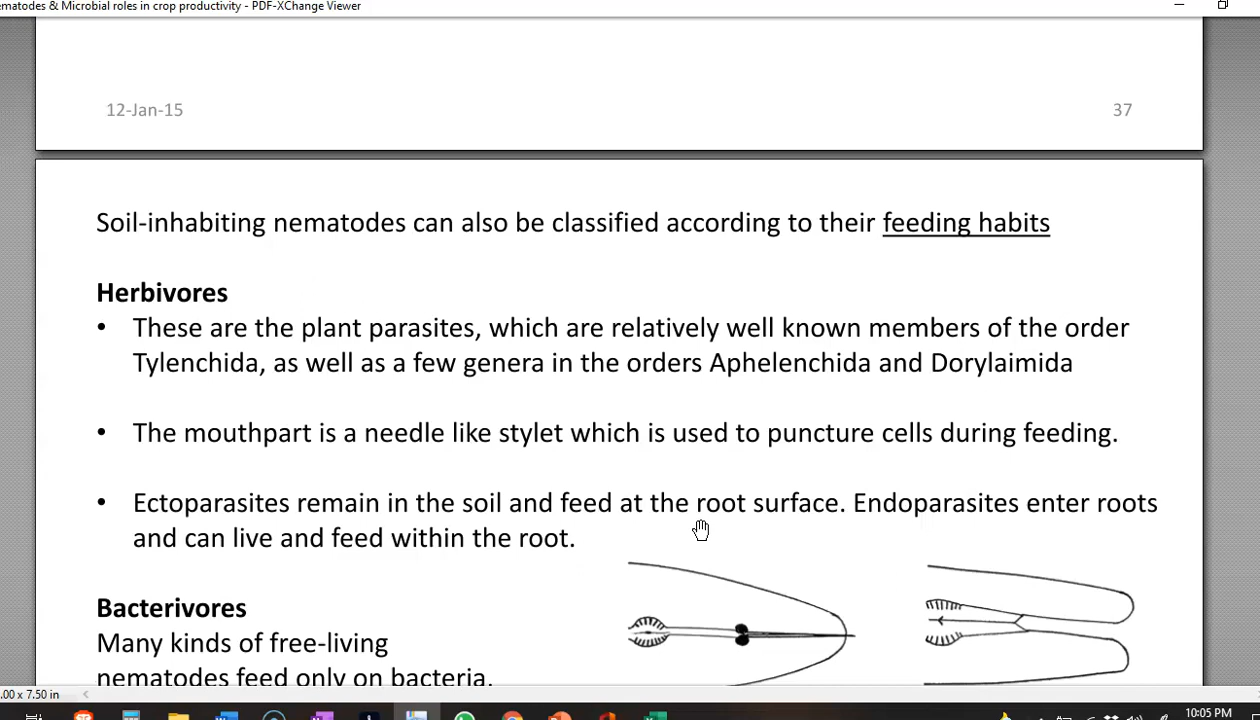 ematodes & Microbial roles in crop productivity - PDF-XChange Viewer
12-Jan-15
37
Soil-inhabiting nematodes can also be classified according to their feeding habits
Herbivores
• These are the plant parasites, which are relatively well known members of the order
Tylenchida, as well as a few genera in the orders Aphelenchida and Dorylaimida
• The mouthpart is a needle like stylet which is used to puncture cells during feeding.
• Ectoparasites remain in the soil and feed at the root surface. Endoparasites enter roots
and can live and feed within the root.
Bacterivores
Many kinds of free-living
nematodes feed only on bacteria.
.00 x 7.50 in
10:05 PM